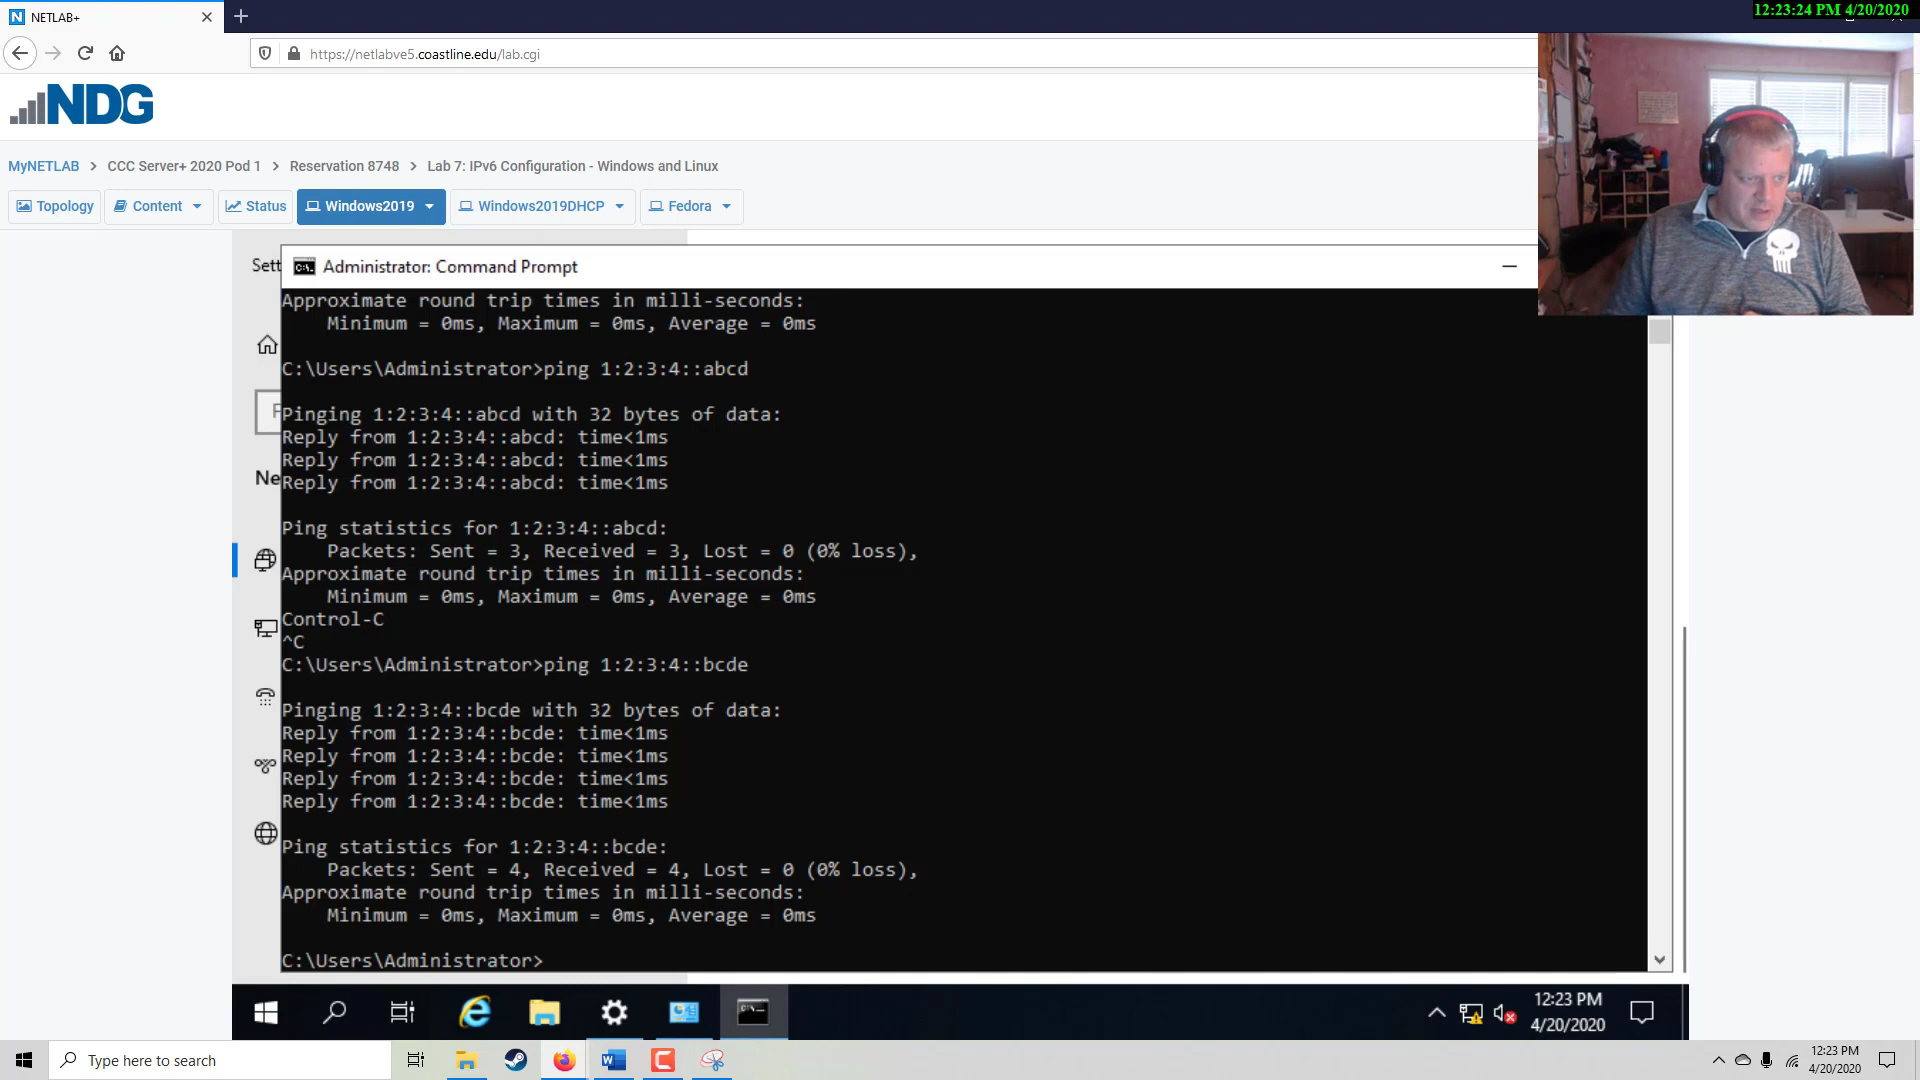 NETLAB+
12:23:24 PM 4/20/2020
https://netlabve5.coastline.edu/lab.cgi
NDG
MyNETLAB > CCC Server+ 2020 Pod 1 > Reservation 8748 > Lab 7: IPv6 Configuration - Windows and Linux
Topology Content Status Windows2019 Windows2019DHCP Fedora
Sett
Administrator: Command Prompt
Approximate round trip times in milli-seconds:
Minimum = 0ms, Maximum = 0ms, Average = 0ms
C:\Users\Administrator>ping 1:2:3:4::abcd
F
Pinging 1:2:3:4::abcd with 32 bytes of data:
Reply from 1:2:3:4::abcd: time<1ms
Reply from 1:2:3:4::abcd: time<1ms
Ne
Reply from 1:2:3:4::abcd: time<1ms
Ping statistics for 1:2:3:4::abcd:
Packets: Sent = 3, Received = 3, Lost = 0 (0% loss),
Approximate round trip times in milli-seconds:
Minimum = 0ms, Maximum = 0ms, Average = 0ms
Control-C
^C
C:\Users\Administrator>ping 1:2:3:4::bcde
Pinging 1:2:3:4::bcde with 32 bytes of data:
Reply from 1:2:3:4::bcde: time<1ms
Reply from 1:2:3:4::bcde: time<1ms
Reply from 1:2:3:4::bcde: time<1ms
Reply from 1:2:3:4::bcde: time<1ms
Ping statistics for 1:2:3:4::bcde:
Packets: Sent = 4, Received = 4, Lost = 0 (0% loss),
Approximate round trip times in milli-seconds:
Minimum = 0ms, Maximum = 0ms, Average = 0ms
C:\Users\Administrator>
12:23 PM
4/20/2020
Type here to search
12:23 PM
4/20/2020